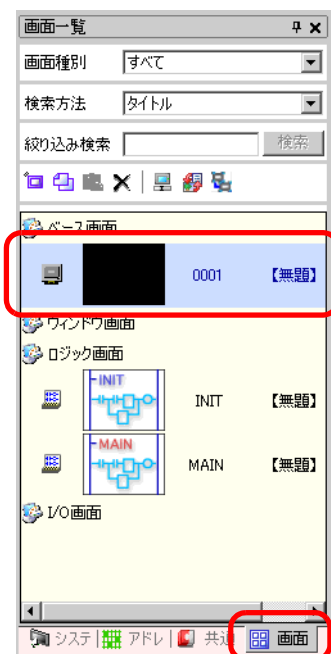 画面一覧
画面種別 すべて
検索方法 タイトル
絞り込み検索 検索
ベース画面
0001 【無題】
ウィンドウ画面
ロジック画面
INIT INIT 【無題】
MAIN MAIN 【無題】
I/O画面
システ アドレ 共通 画面